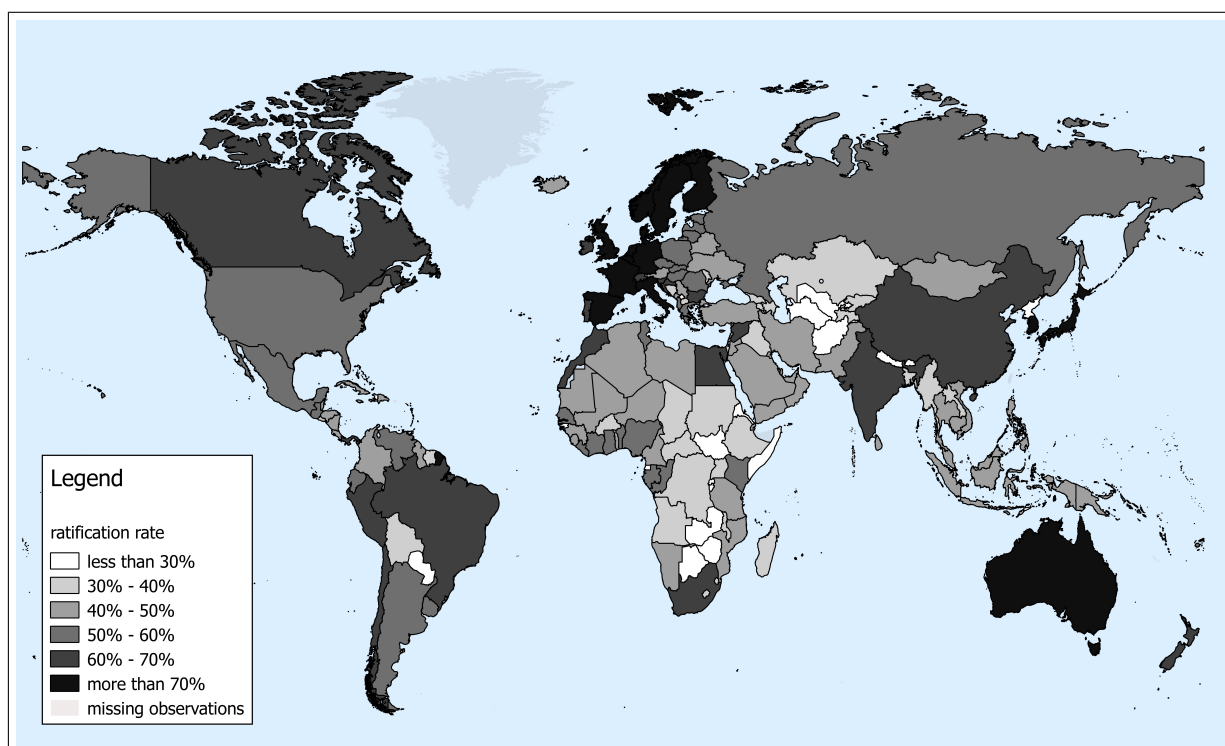 Legend
ratification rate
less than 30%
30% - 40%
40% - 50%
50% - 60%
60% - 70%
more than 70%
missing observations